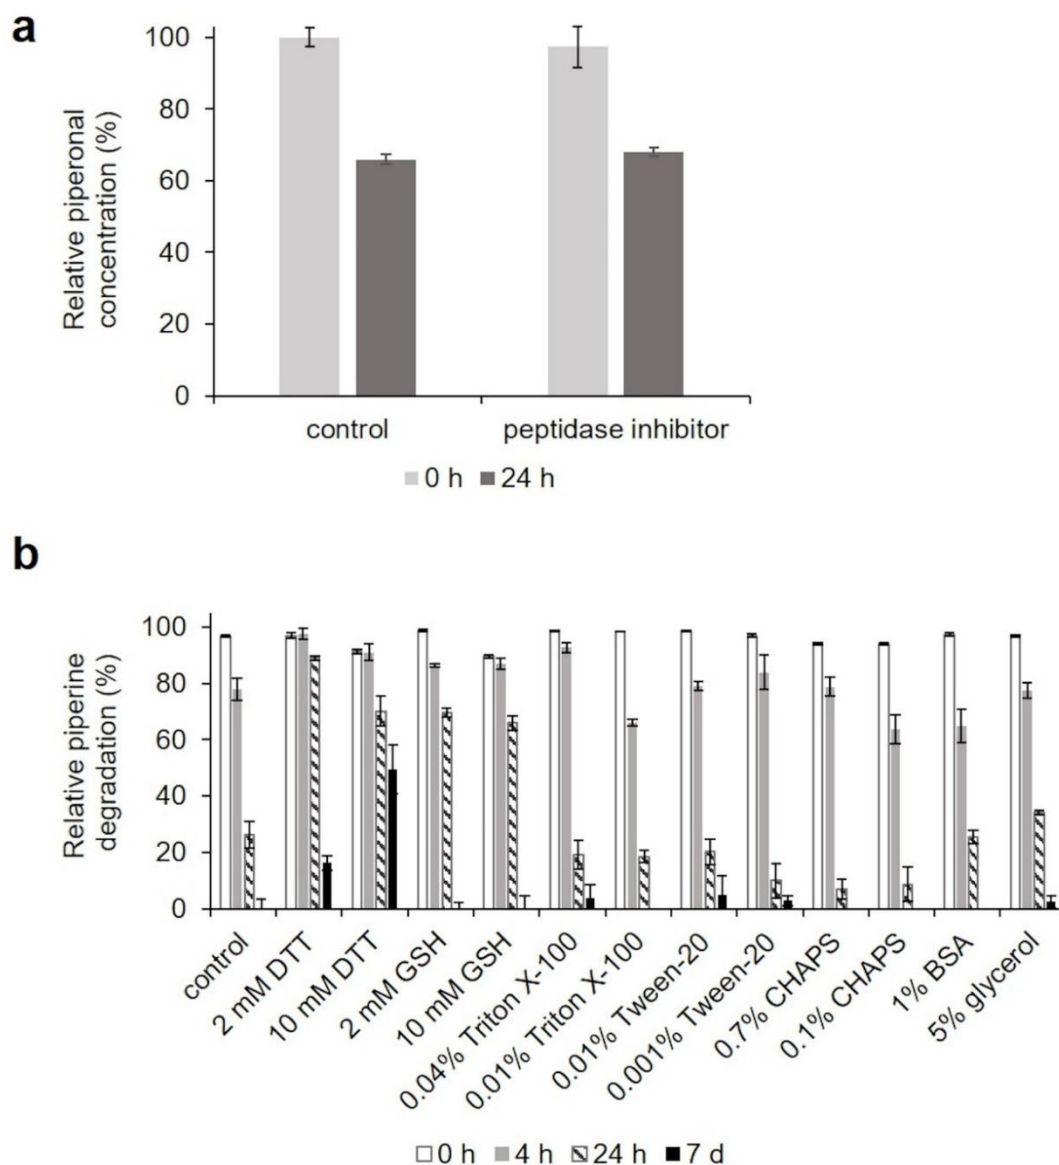 a
Relative piperonal
concentration (%)
100
80
60
40
20
0
control
peptidase inhibitor
0 h
24 h
b
Relative piperine
degradation (%)
100
80
60
40
20
0
control
2 mM DTT
10 mM DTT
2 mM GSH
10 mM GSH
0.04% Triton X-100
0.01% Triton X-100
0.01% Tween-20
0.001% Tween-20
0.7% CHAPS
0.1% CHAPS
1% BSA
5% glycerol
0 h
4 h
24 h
7 d